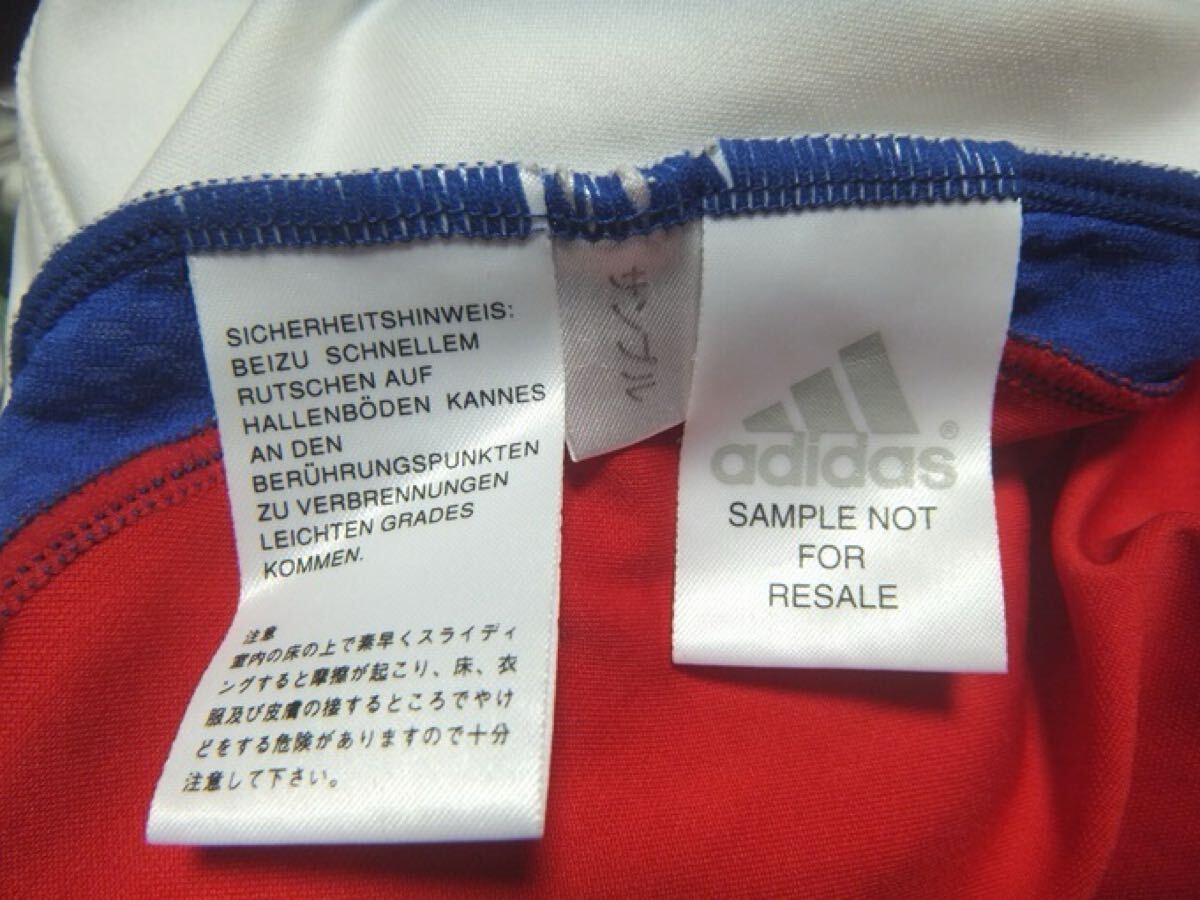 SICHERHEITSHINWEIS:
BEIZU SCHNELLEM
RUTSCHEN AUF
HALLENBÖDEN KANNES
AN DEN
BERÜHRUNGSPUNKTEN
ZU VERBRENNUNGEN
LEICHTEN GRADES
KOMMEN.
注意
室内の床の上で素早くスライディ
ングすると摩擦が起こり、床、衣
服及び皮膚の接するところでやけ
どをする危険がありますので十分
注意して下さい。
サンプル
adidas®
SAMPLE NOT
FOR
RESALE